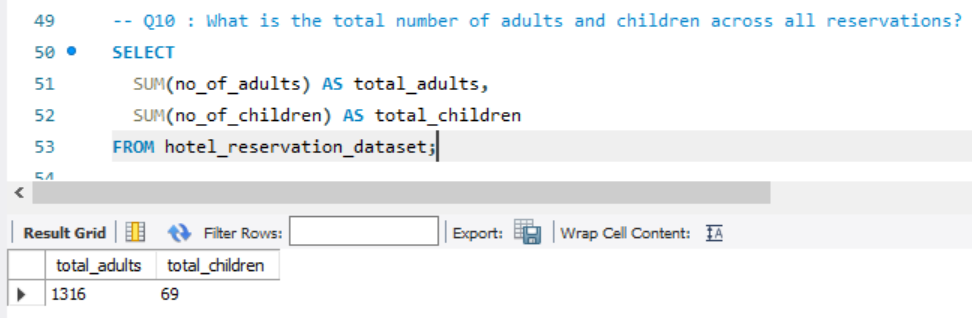 49 -- Q10 : What is the total number of adults and children across all reservations?
50 SELECT
51 SUM(no_of_adults) AS total_adults,
52 SUM(no_of_children) AS total_children
53 FROM hotel_reservation_dataset;
54
Result Grid Filter Rows: Export: Wrap Cell Content: IA
total_adults total_children
1316 69